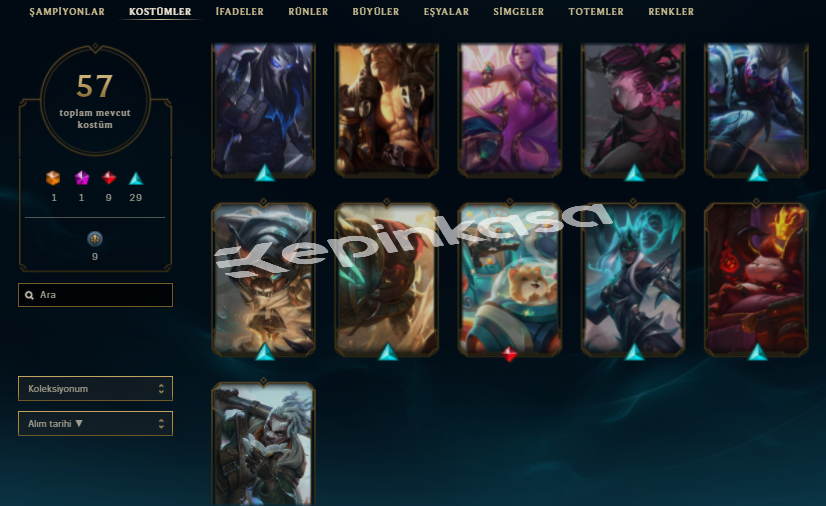 ŞAMPİYONLAR KOSTÜMLER İFADELER RÜNLER BÜYÜLER EŞYALAR SİMGELER TOTEMLER RENKLER
57
toplam mevcut
kostüm
1 1 9 29
9
Ara
Koleksiyonum
Alım tarihi ▼
epinkasa